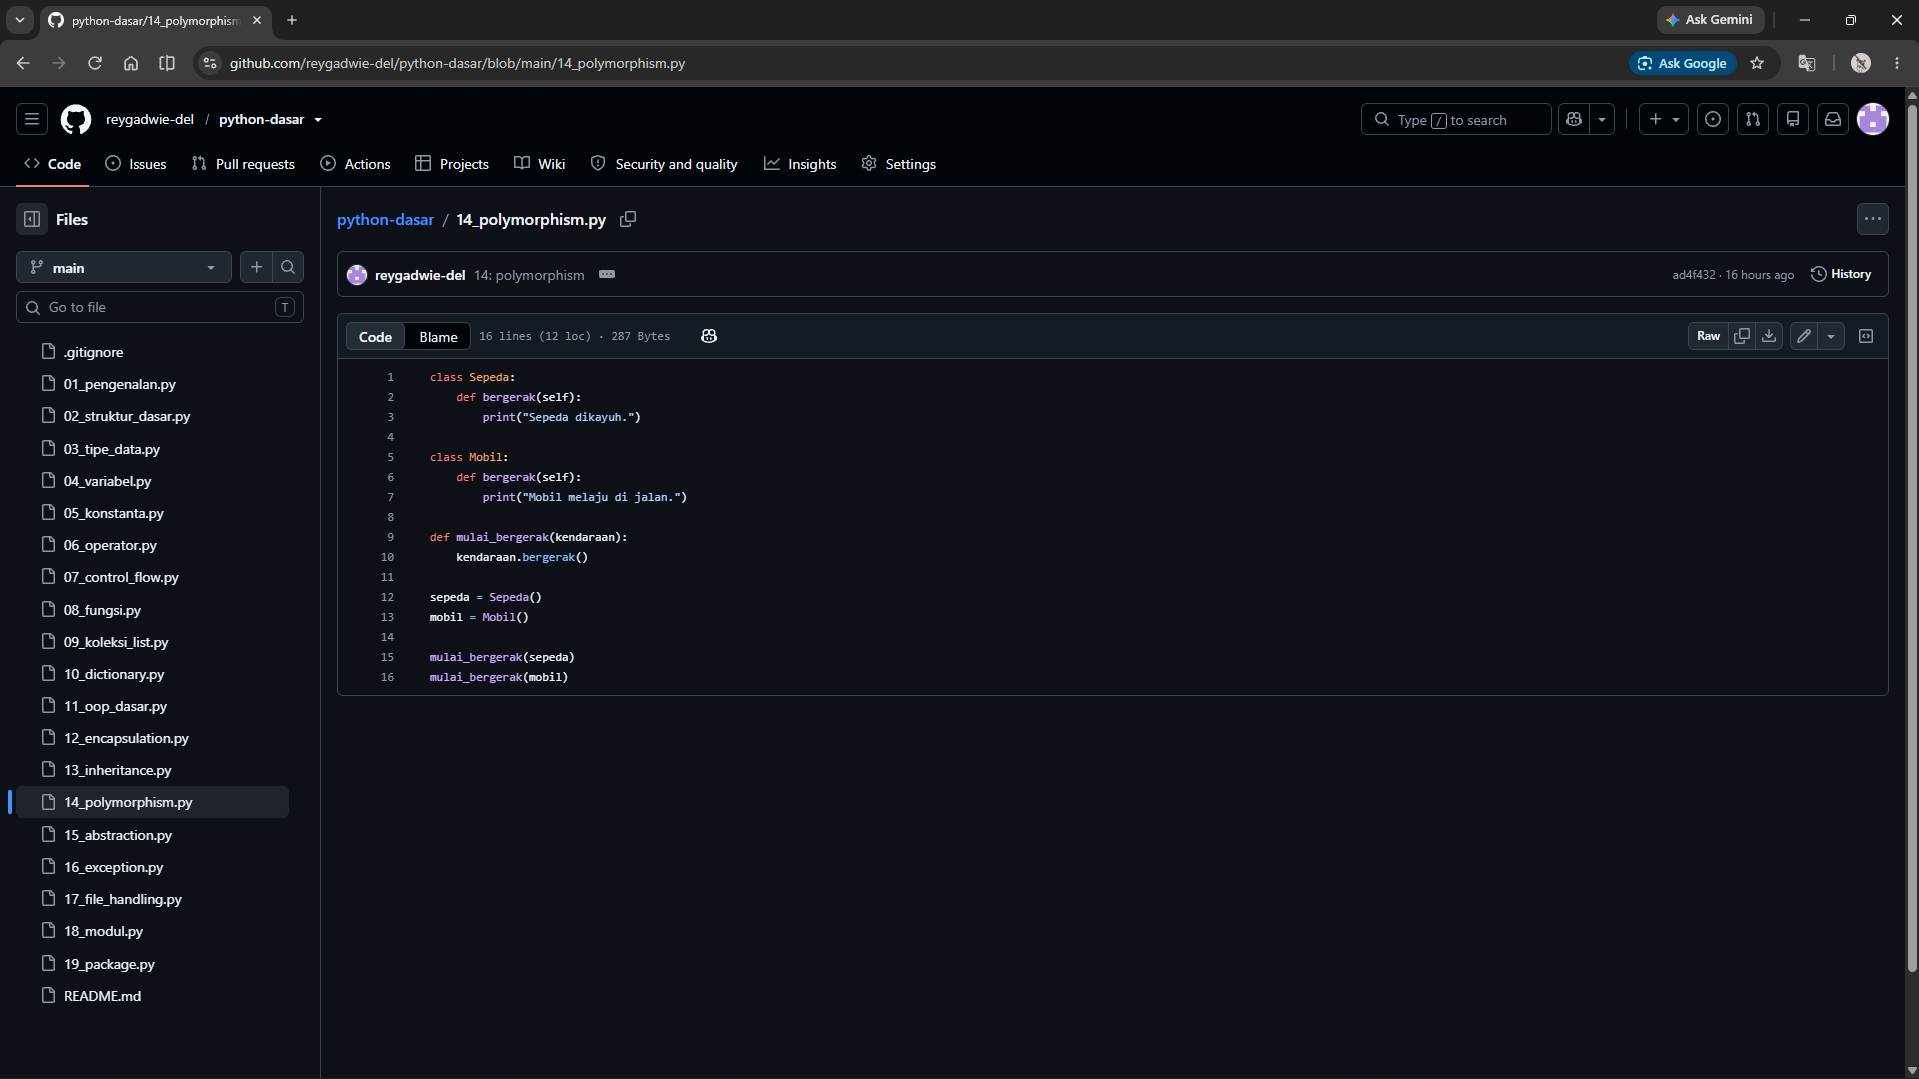 python-dasar/14_polymorphism
Ask Gemini
github.com/reygadwie-del/python-dasar/blob/main/14_polymorphism.py
Ask Google
reygadwie-del / python-dasar
Type / to search
Code
Issues
Pull requests
Actions
Projects
Wiki
Security and quality
Insights
Settings
Files
main
Go to file
T
.gitignore
01_pengenalan.py
02_struktur_dasar.py
03_tipe_data.py
04_variabel.py
05_konstanta.py
06_operator.py
07_control_flow.py
08_fungsi.py
09_koleksi_list.py
10_dictionary.py
11_oop_dasar.py
12_encapsulation.py
13_inheritance.py
14_polymorphism.py
15_abstraction.py
16_exception.py
17_file_handling.py
18_modul.py
19_package.py
README.md
python-dasar / 14_polymorphism.py
reygadwie-del 14: polymorphism
ad4f432 · 16 hours ago
History
Code
Blame
16 lines (12 loc) · 287 Bytes
Raw
1 class Sepeda:
2     def bergerak(self):
3         print("Sepeda dikayuh.")
4
5 class Mobil:
6     def bergerak(self):
7         print("Mobil melaju di jalan.")
8
9 def mulai_bergerak(kendaraan):
10     kendaraan.bergerak()
11
12 sepeda = Sepeda()
13 mobil = Mobil()
14
15 mulai_bergerak(sepeda)
16 mulai_bergerak(mobil)